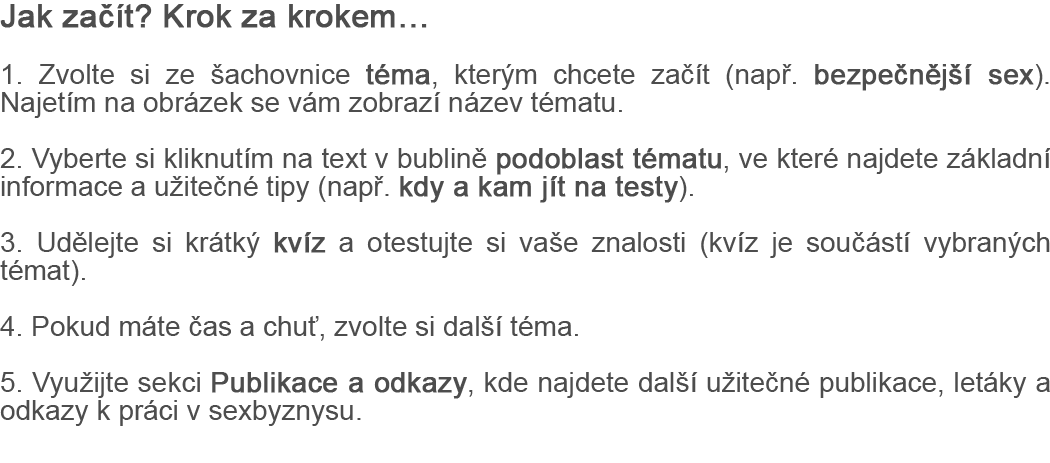 Jak začít? Krok za krokem…
1. Zvolte si ze šachovnice téma, kterým chcete začít (např. bezpečnější sex).
Najetím na obrázek se vám zobrazí název tématu.
2. Vyberte si kliknutím na text v bublině podoblast tématu, ve které najdete základní
informace a užitečné tipy (např. kdy a kam jít na testy).
3. Udělejte si krátký kvíz a otestujte si vaše znalosti (kvíz je součástí vybraných
témat).
4. Pokud máte čas a chuť, zvolte si další téma.
5. Využijte sekci Publikace a odkazy, kde najdete další užitečné publikace, letáky a
odkazy k práci v sexbyznysu.